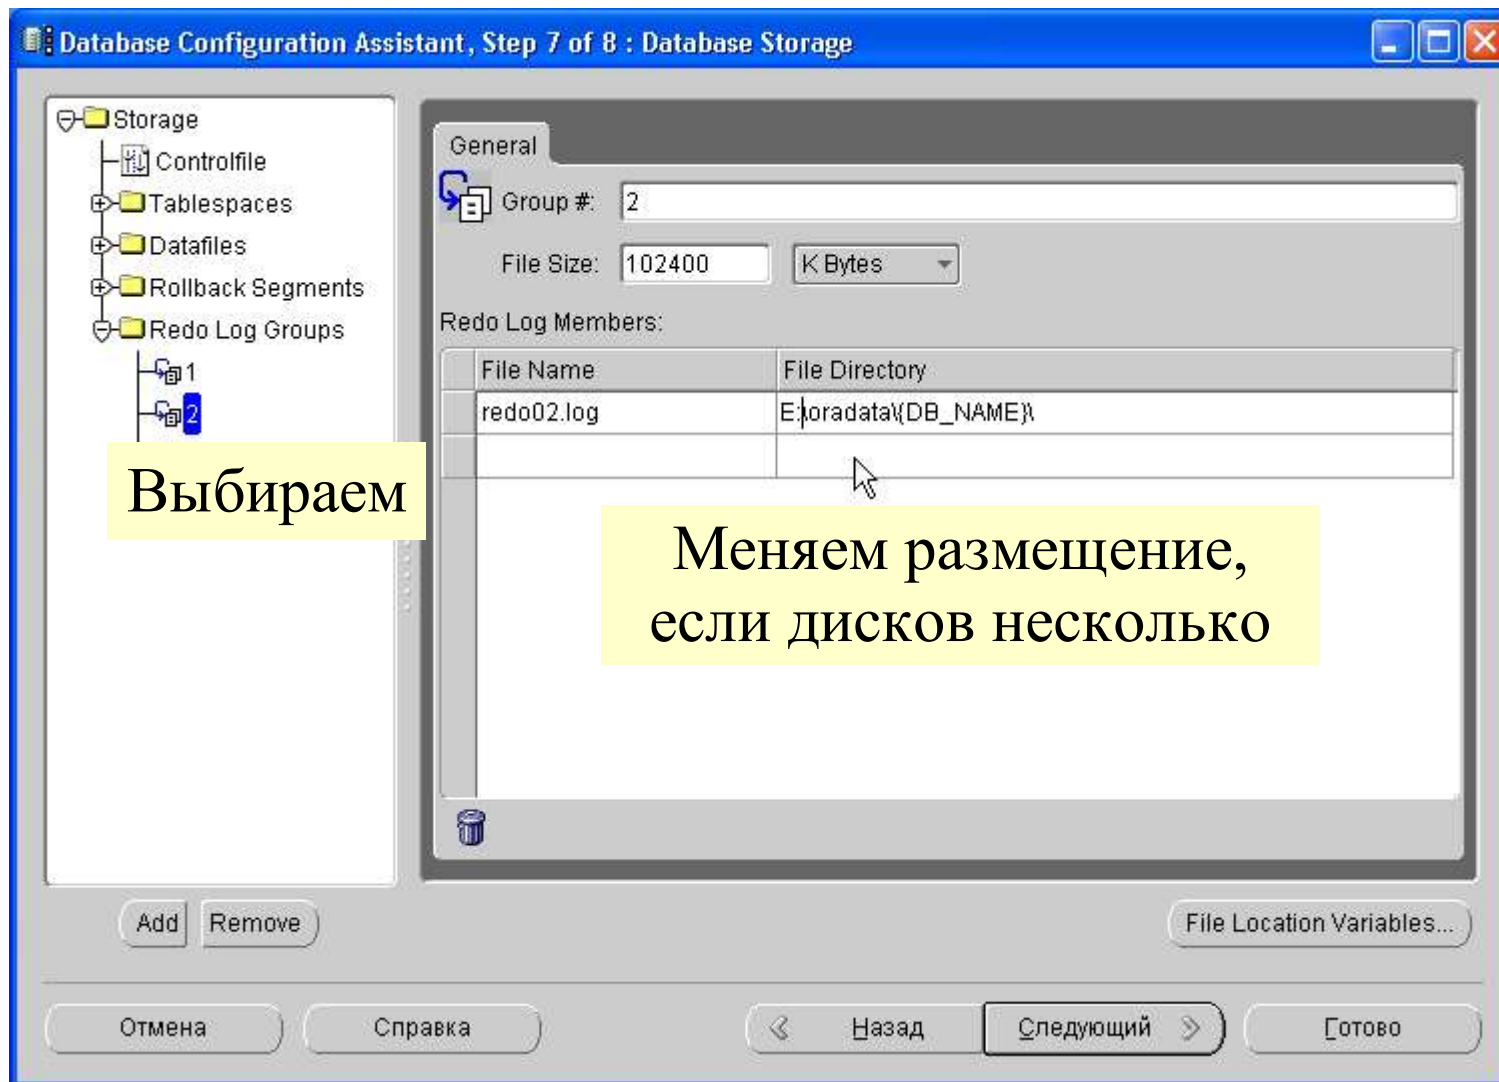 Database Configuration Assistant, Step 7 of 8 : Database Storage
Storage
Controlfile
Tablespaces
Datafiles
Rollback Segments
Redo Log Groups
1
2
Выбираем
General
Group #: 2
File Size: 102400 K Bytes
Redo Log Members:
File Name File Directory
redo02.log E:\oradata\{DB_NAME}\
Меняем размещение,
если дисков несколько
Add Remove File Location Variables...
Отмена Справка Назад Следующий Готово